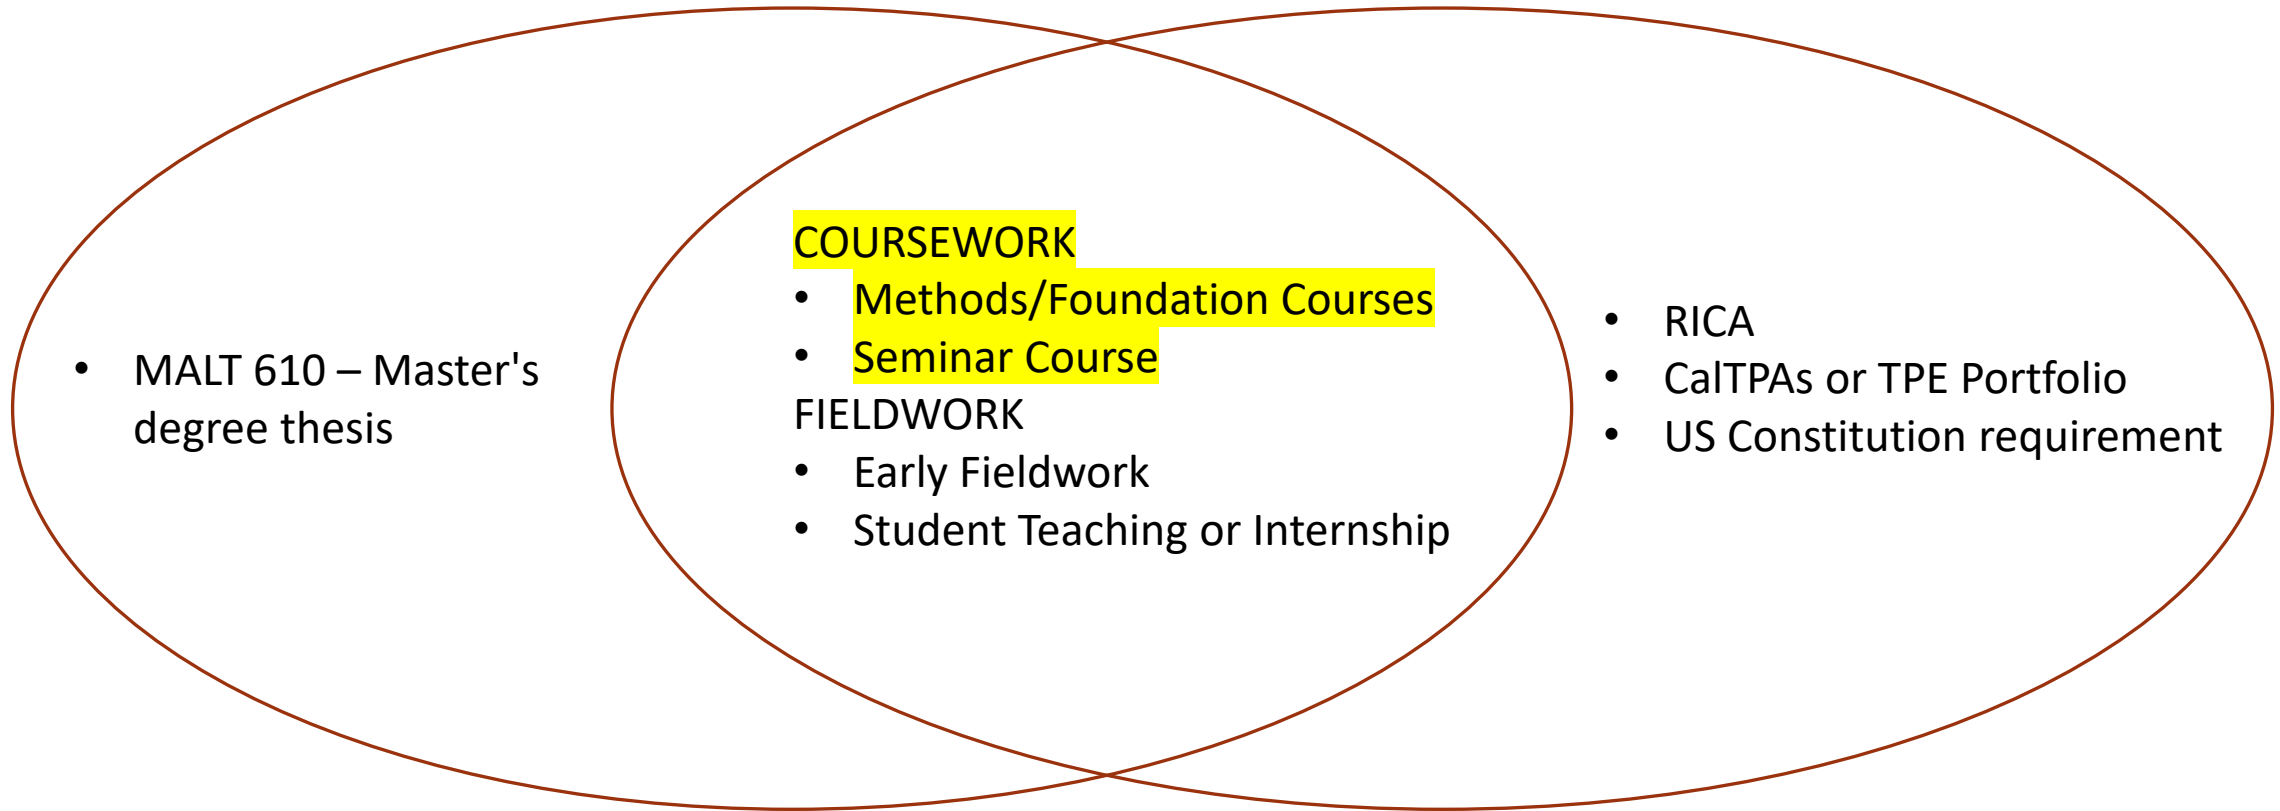 • MALT 610 – Master's
degree thesis
COURSEWORK
• Methods/Foundation Courses
• Seminar Course
FIELDWORK
• Early Fieldwork
• Student Teaching or Internship
• RICA
• CalTPAs or TPE Portfolio
• US Constitution requirement